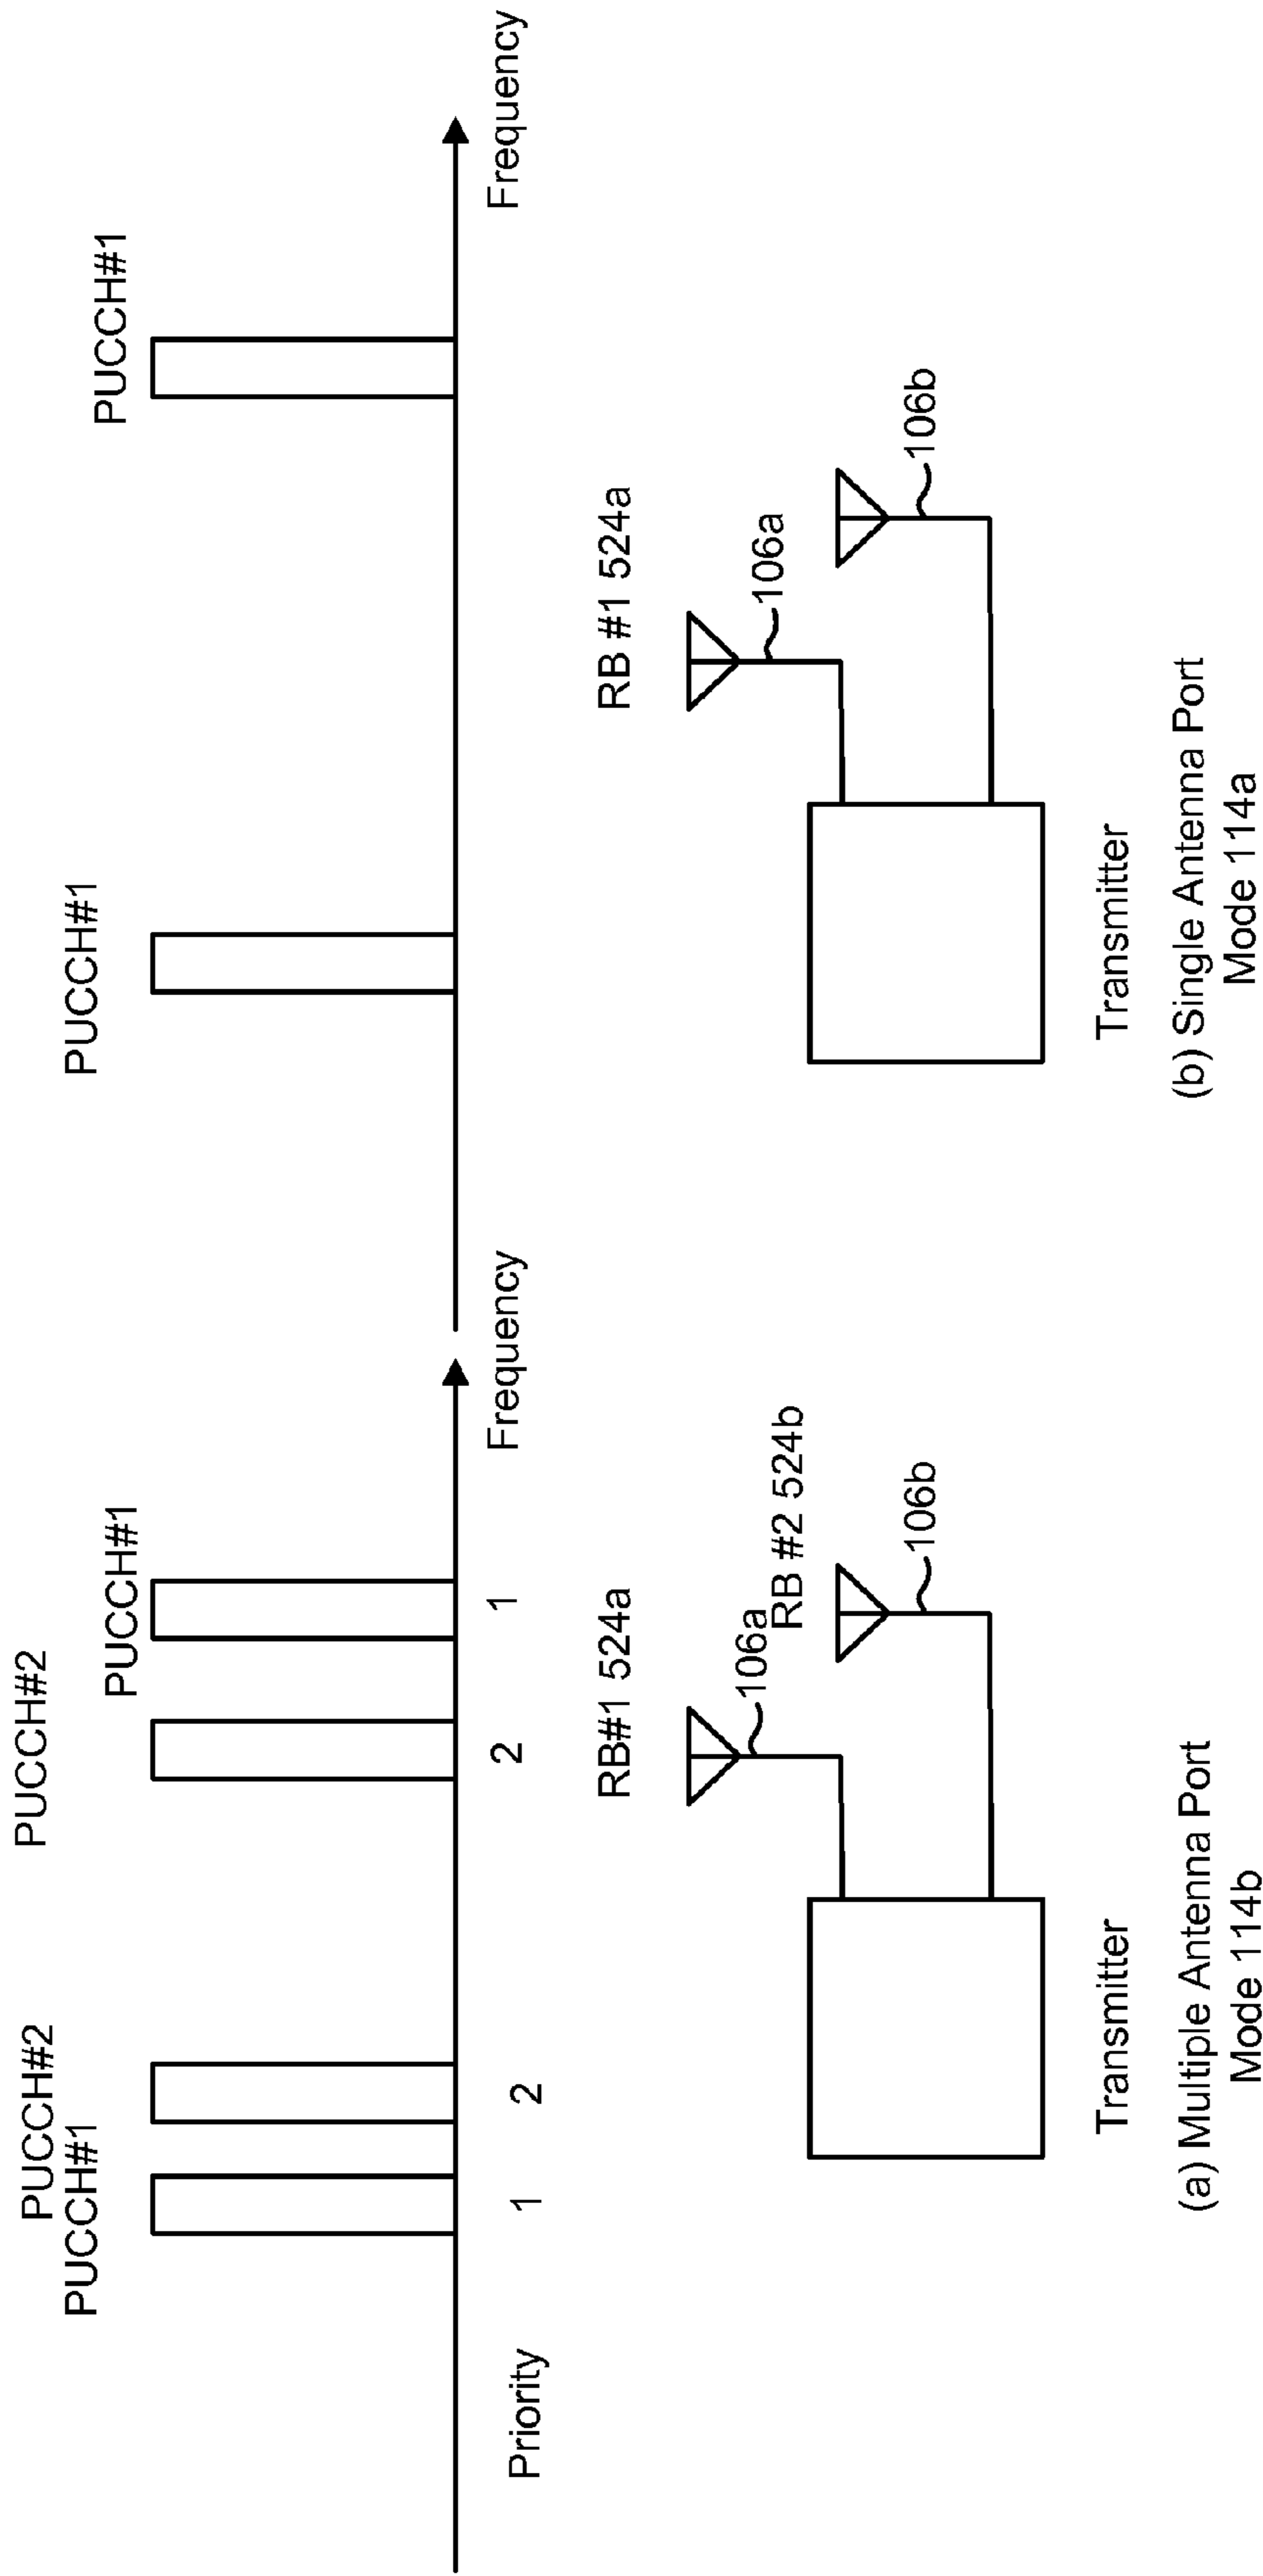 PUCCH#2
PUCCH#1
PUCCH#2
PUCCH#1
Priority
1
2
2
1
Frequency
RB#1 524a
106a
RB #2 524b
106b
Transmitter
(a) Multiple Antenna Port
Mode 114b
PUCCH#1
PUCCH#1
Frequency
RB #1 524a
106a
106b
Transmitter
(b) Single Antenna Port
Mode 114a